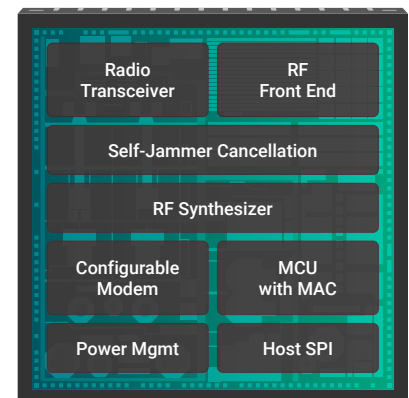 Radio
Transceiver
RF
Front End
Self-Jammer Cancellation
RF Synthesizer
Configurable
Modem
MCU
with MAC
Power Mgmt
Host SPI